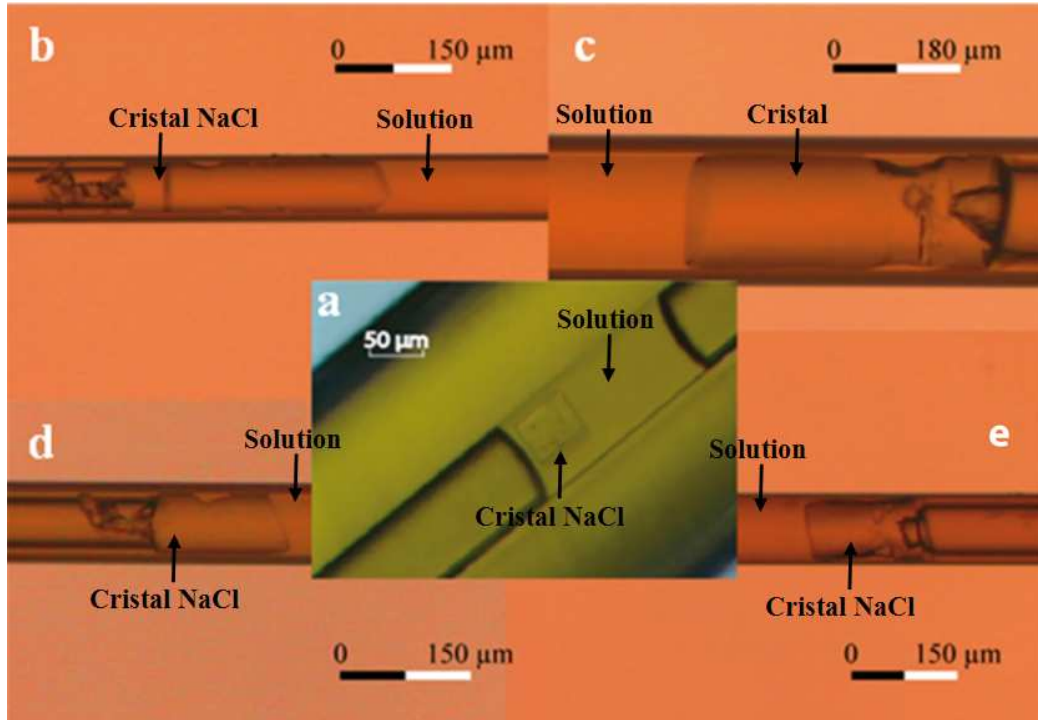 b
0 150 µm
Cristal NaCl
Solution
c
0 180 µm
Solution
Cristal
a
50 µm
Solution
Cristal NaCl
d
Solution
Cristal NaCl
0 150 µm
e
Solution
Cristal NaCl
0 150 µm